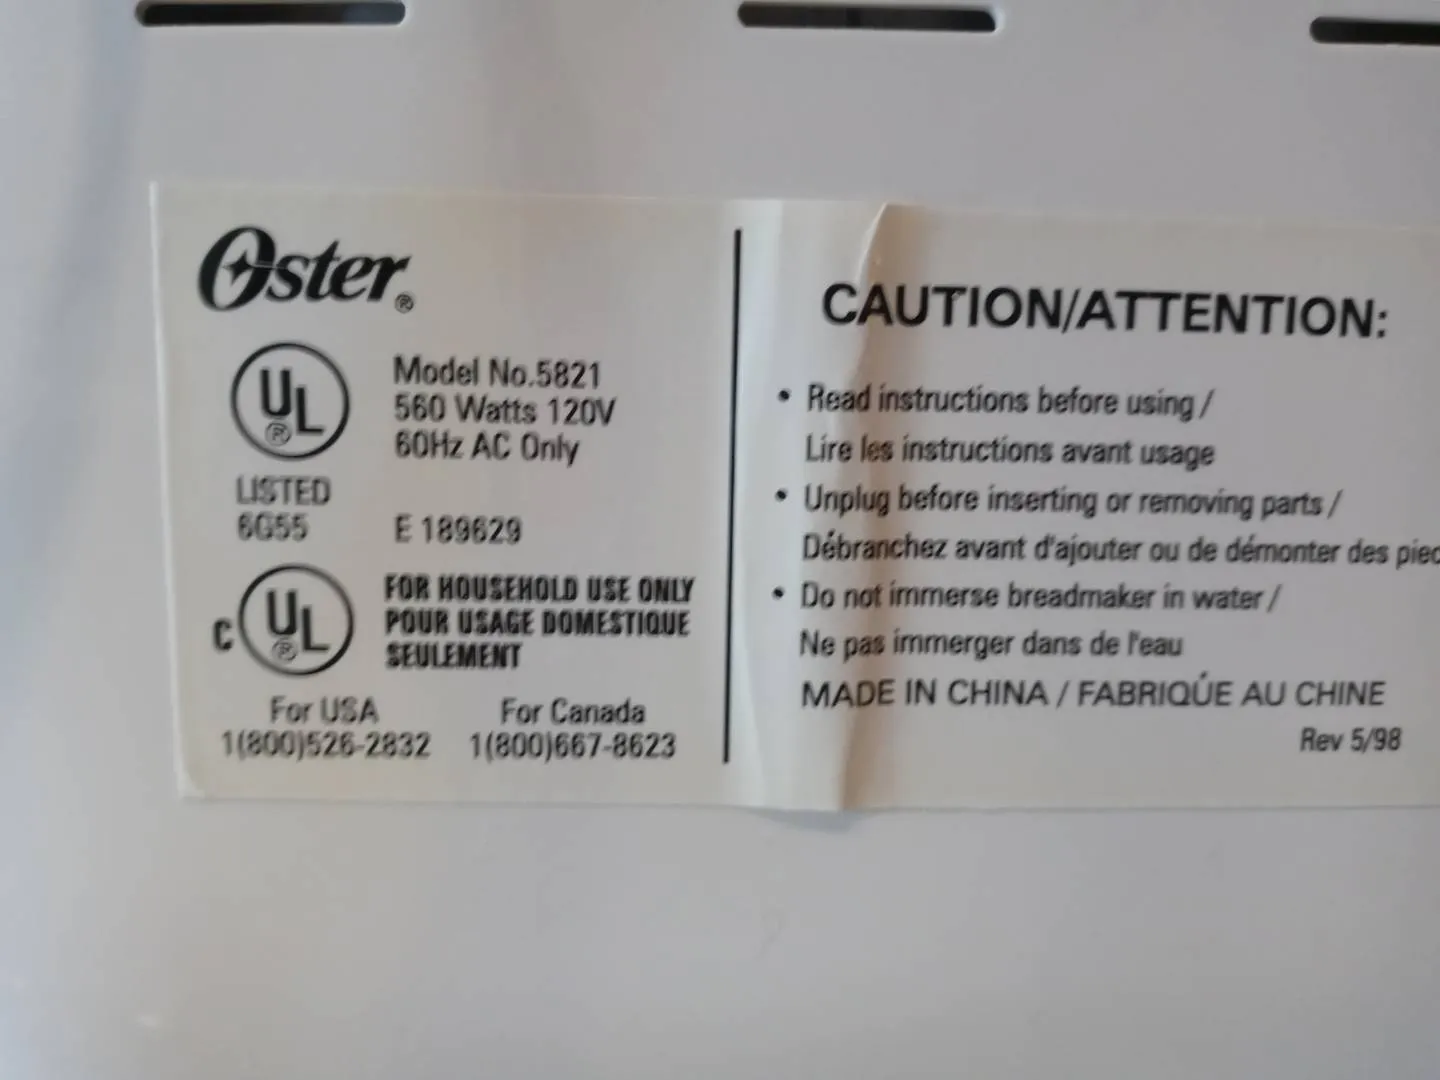 Oster®
UL®
LISTED
6G55
Model No.5821
560 Watts 120V
60Hz AC Only
E 189629
C UL®
FOR HOUSEHOLD USE ONLY
POUR USAGE DOMESTIQUE
SEULEMENT
For USA
1(800)526-2832
For Canada
1(800)667-8623
CAUTION/ATTENTION:
• Read instructions before using /
Lire les instructions avant usage
• Unplug before inserting or removing parts /
Débranchez avant d'ajouter ou de démonter des piec
• Do not immerse breadmaker in water /
Ne pas immerger dans de l'eau
MADE IN CHINA / FABRIQÚE AU CHINE
Rev 5/98